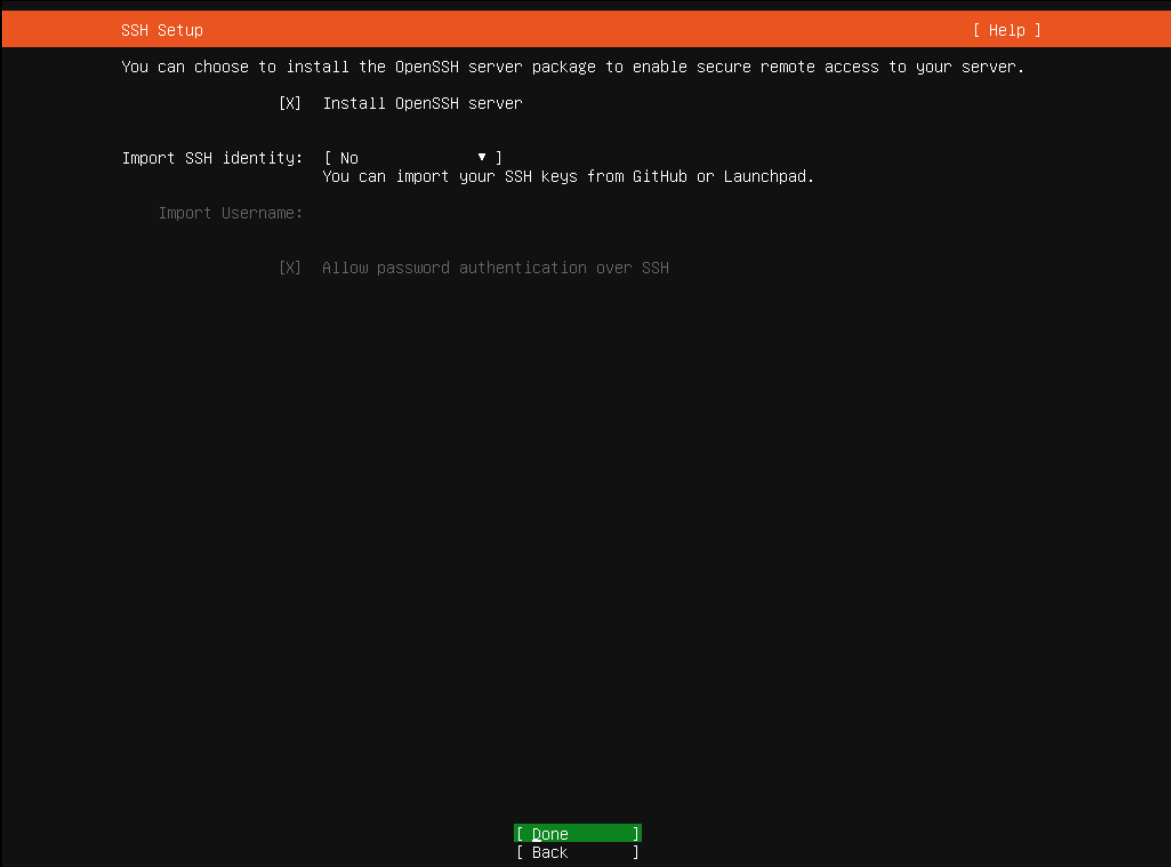 SSH Setup [ Help ]
You can choose to install the OpenSSH server package to enable secure remote access to your server.
[X] Install OpenSSH server
Import SSH identity: [ No ▼ ]
You can import your SSH keys from GitHub or Launchpad.
Import Username:
[X] Allow password authentication over SSH
[ Done ]
[ Back ]